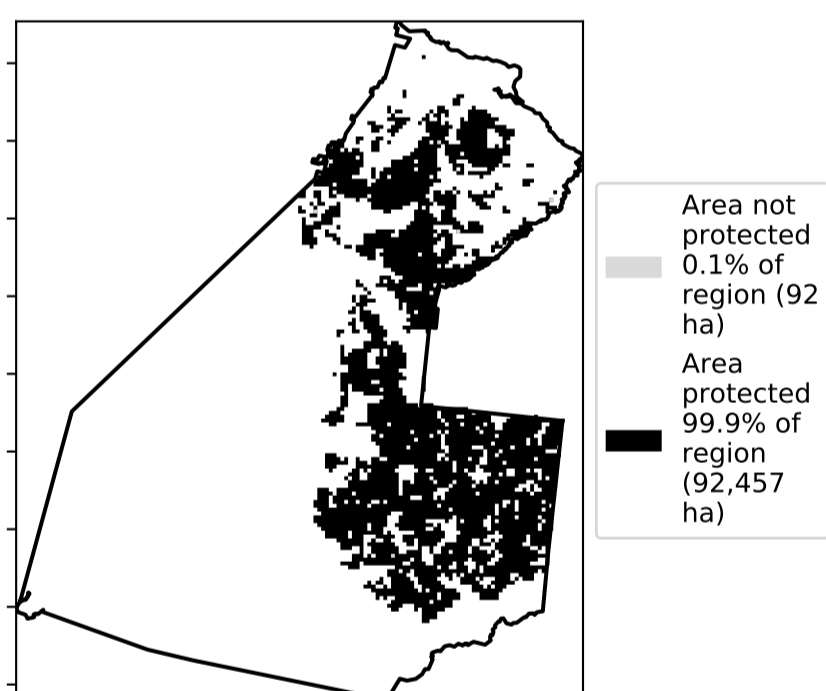 Area not
protected
0.1% of
region (92
ha)
Area
protected
99.9% of
region
(92,457
ha)